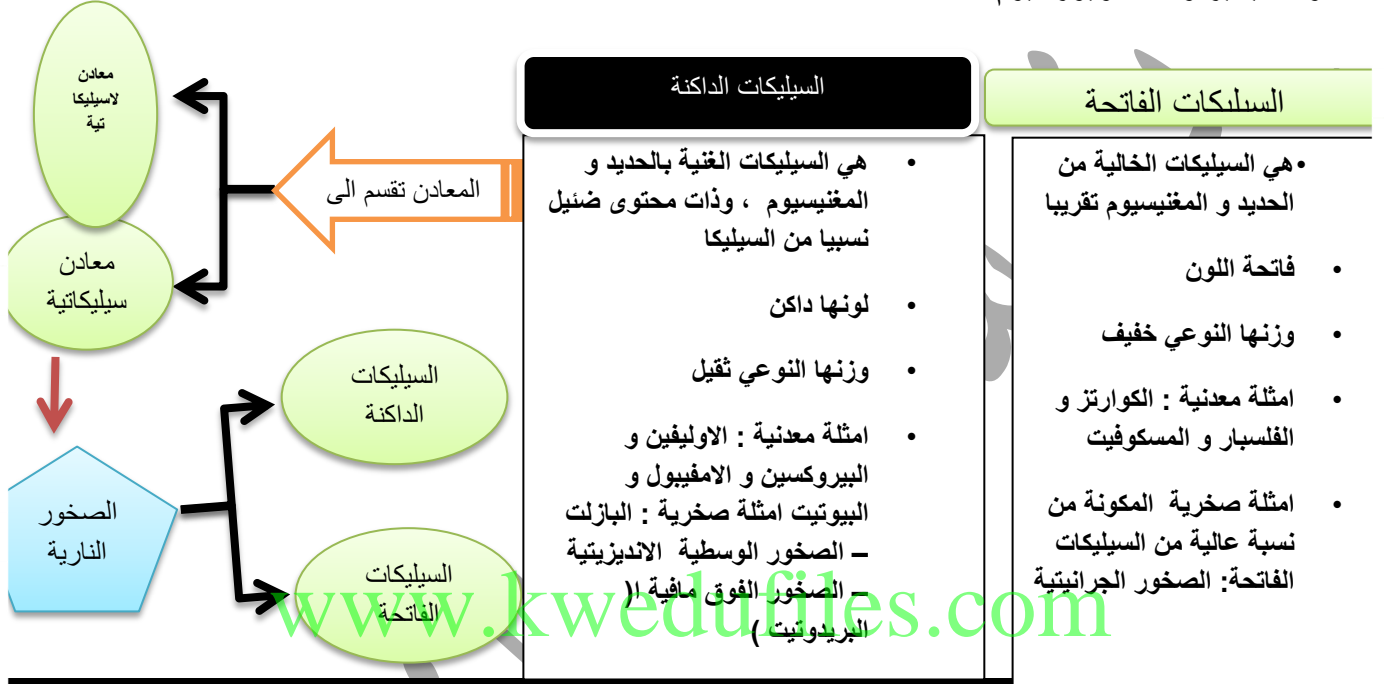 السيليكات الفاتحة
•هي السيليكات الخالية من
الحديد و المغنيسيوم تقريبا
• فاتحة اللون
• وزنها النوعي خفيف
• امثلة معدنية : الكوارتز و
الفلسبار و المسكوفيت
• امثلة صخرية المكونة من
نسبة عالية من السيليكات
الفاتحة: الصخور الجرانيتية
السيليكات الداكنة
• هي السيليكات الغنية بالحديد و
المغنيسيوم ، وذات محتوى ضئيل
نسبيا من السيليكا
• لونها داكن
• وزنها النوعي ثقيل
• امثلة معدنية : الاوليفين و
البيروكسين و الامفيبول و
البيوتيت امثلة صخرية : البازلت
– الصخور الوسطية الانديزيتية
– الصخور الفوق مافية ا(
البريدوتيت )
المعادن تقسم الى
معادن
لاسيليكا
تية
معادن
سيليكاتية
الصخور
النارية
السيليكات
الداكنة
السيليكات
الفاتحة
www.kwedufiles.com